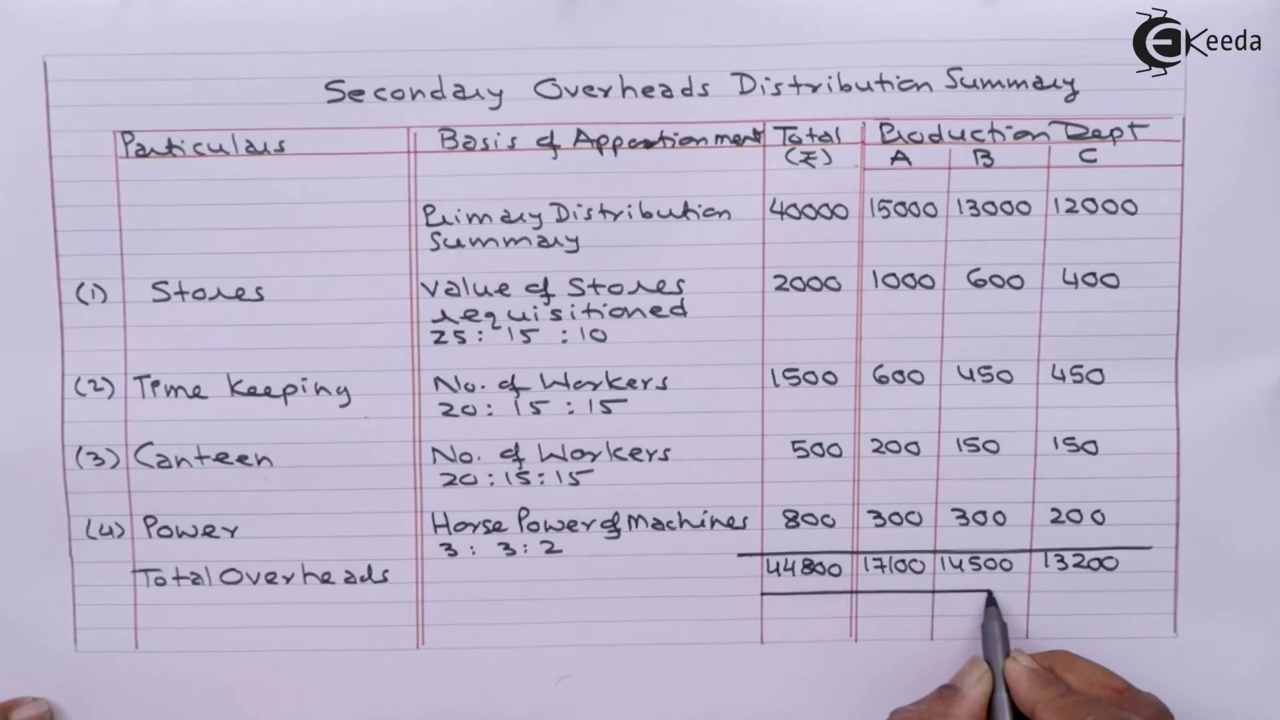 EKeeda
Secondary Overheads Distribution Summary
Particulars Basis of Apportionment Total (₹) Production Dept
A B C
Primary Distribution Summary 40000 15000 13000 12000
(1) Stores Value of Stores 2000 1000 600 400
requisitioned
25 : 15 : 10
(2) Time Keeping No. of Workers 1500 600 450 450
20 : 15 : 15
(3) Canteen No. of Workers 500 200 150 150
20 : 15 : 15
(4) Power Horse Power of Machines 800 300 300 200
3 : 3 : 2
Total Overheads 44800 17100 14500 13200